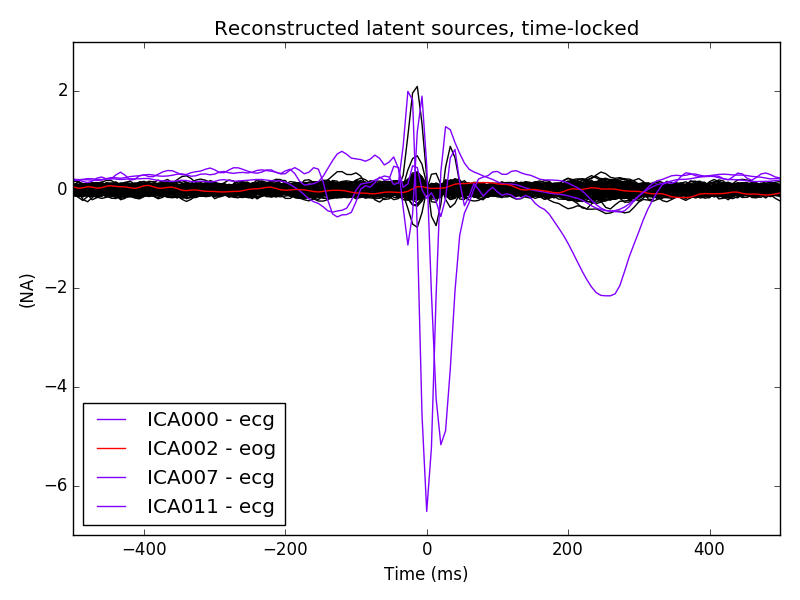 Reconstructed latent sources, time-locked
2
0
−2
−4
−6
(NA)
ICA000 - ecg
ICA002 - eog
ICA007 - ecg
ICA011 - ecg
−400 −200 0 200 400
Time (ms)